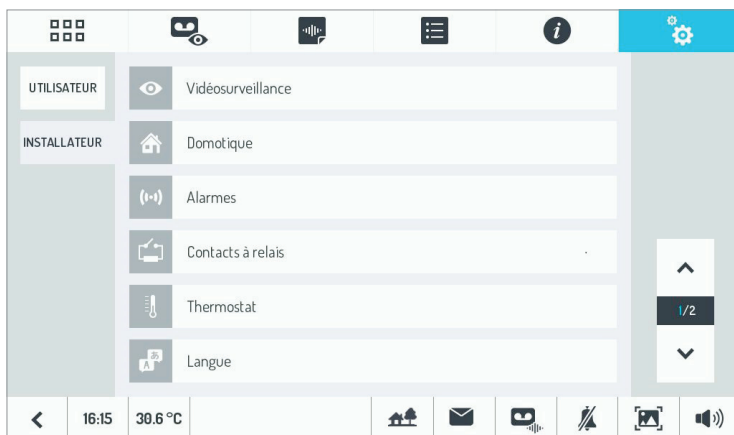 i
UTILISATEUR
INSTALLATEUR
Vidéosurveillance
Domotique
Alarmes
Contacts à relais
Thermostat
Langue
1/2
16:15
30.6 °C